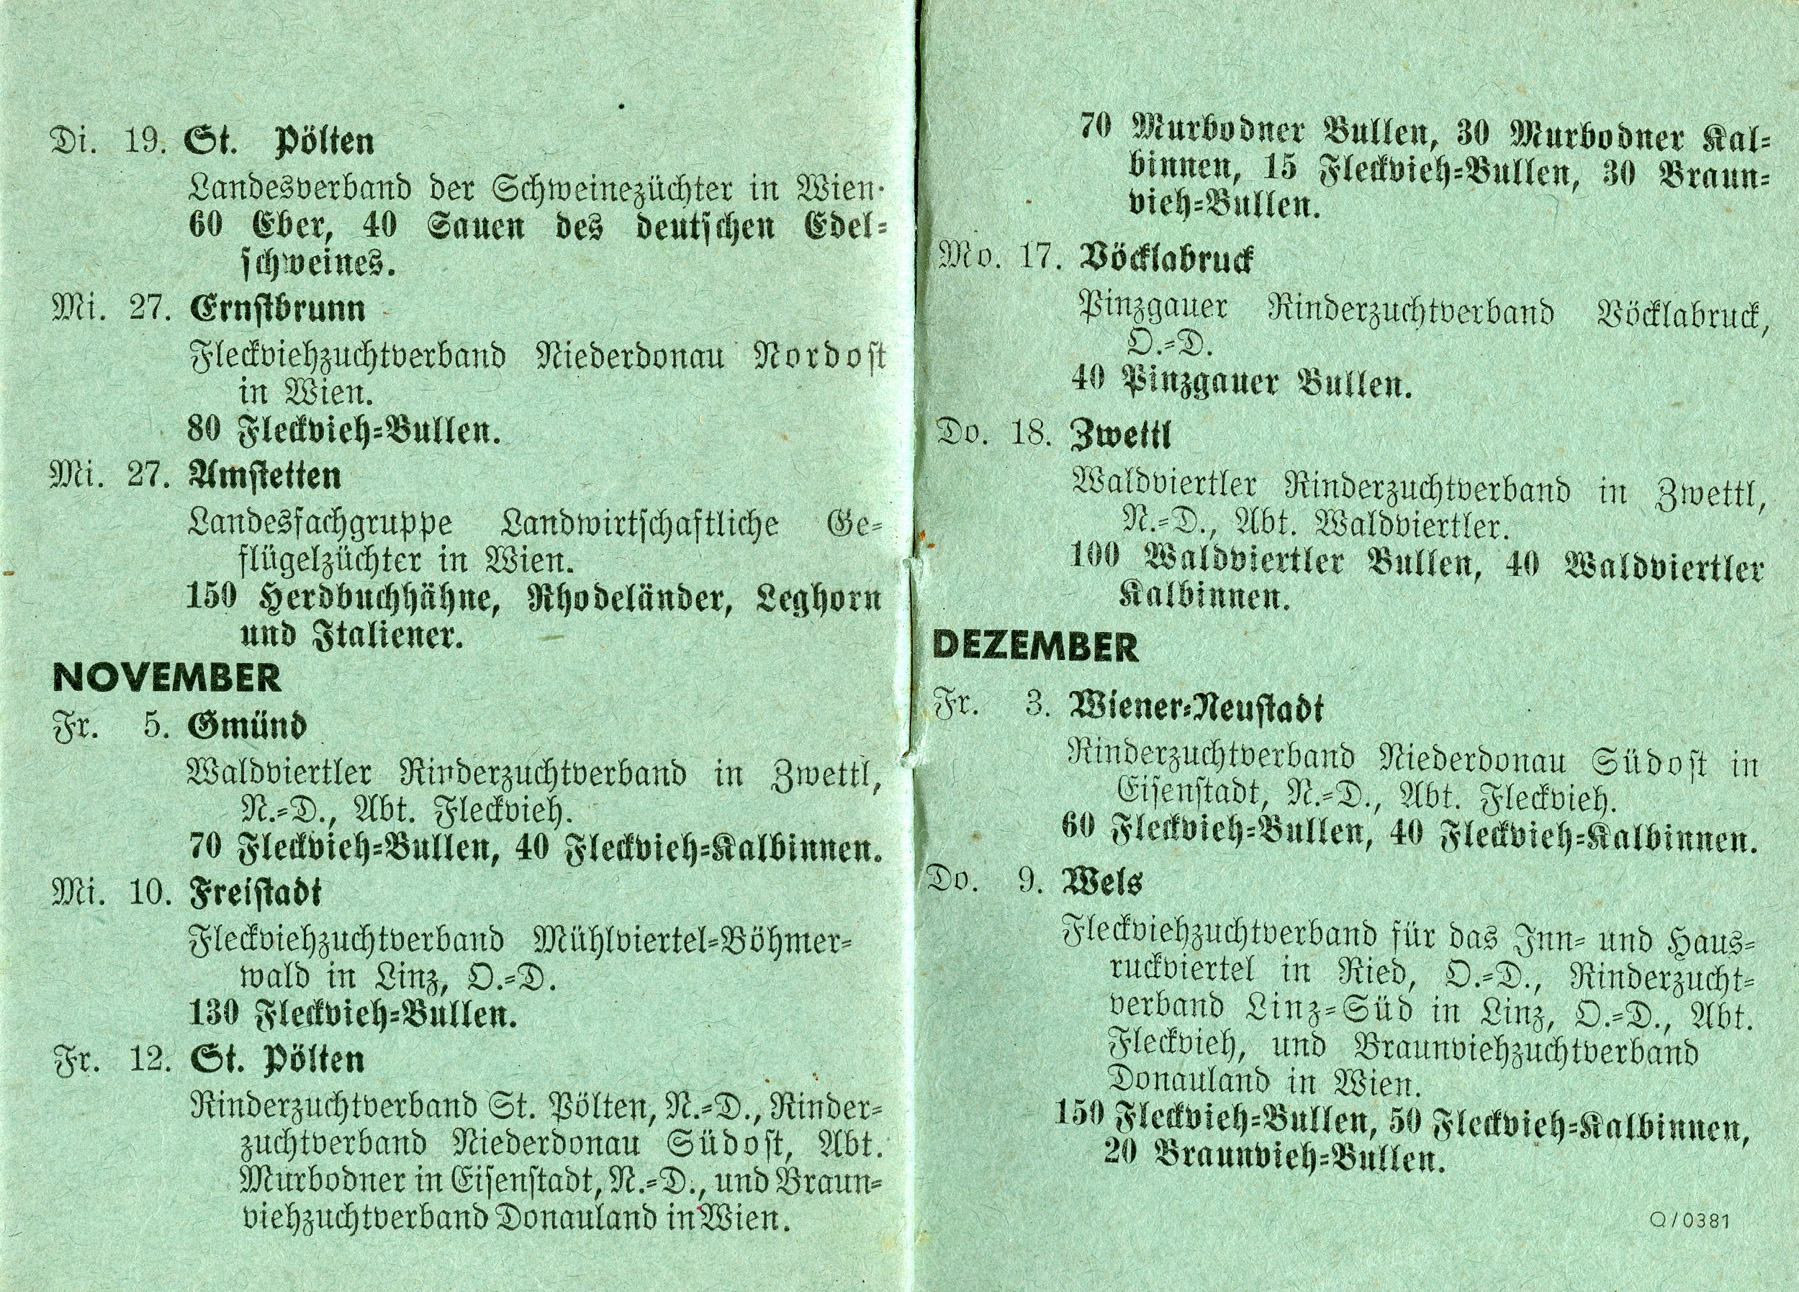 Di. 19. St. Pölten
Landesverband der Schweinezüchter in Wien.
60 Eber, 40 Sauen des deutschen Edel-
schweines.
Mi. 27. Ernstbrunn
Fleckviehzuchtverband Niederdonau Nordost
in Wien.
80 Fleckvieh-Bullen.
Mi. 27. Amstetten
Landesfachgruppe Landwirtschaftliche Ge-
flügelzüchter in Wien.
150 Herdbuchhähne, Rhodeländer, Leghorn
und Italiener.
NOVEMBER
Fr. 5. Gmünd
Waldviertler Rinderzuchtverband in Zwettl,
N.-D., Abt. Fleckvieh.
70 Fleckvieh-Bullen, 40 Fleckvieh-Kalbinnen.
Mi. 10. Freistadt
Fleckviehzuchtverband Mühlviertel-Böhmer-
wald in Linz, O.-D.
130 Fleckvieh-Bullen.
Fr. 12. St. Pölten
Rinderzuchtverband St. Pölten, N.-D., Rinder-
zuchtverband Niederdonau Südost, Abt.
Murbodner in Eisenstadt, N.-D., und Braun-
viehzuchtverband Donauland in Wien.
70 Murbodner Bullen, 30 Murbodner Kal-
binnen, 15 Fleckvieh-Bullen, 30 Braun-
vieh-Bullen.
Mo. 17. Vöcklabruck
Pinzgauer Rinderzuchtverband Vöcklabruck,
O.-D.
40 Pinzgauer Bullen.
Do. 18. Zwettl
Waldviertler Rinderzuchtverband in Zwettl,
N.-D., Abt. Waldviertler.
100 Waldviertler Bullen, 40 Waldviertler
Kalbinnen.
DEZEMBER
Fr. 3. Wiener-Neustadt
Rinderzuchtverband Niederdonau Südost in
Eisenstadt, N.-D., Abt. Fleckvieh.
60 Fleckvieh-Bullen, 40 Fleckvieh-Kalbinnen.
Do. 9. Wels
Fleckviehzuchtverband für das Inn- und Haus-
ruckviertel in Ried, O.-D., Rinderzucht-
verband Linz-Süd in Linz, O.-D., Abt.
Fleckvieh, und Braunviehzuchtverband
Donauland in Wien.
150 Fleckvieh-Bullen, 50 Fleckvieh-Kalbinnen,
20 Braunvieh-Bullen.
Q/0381